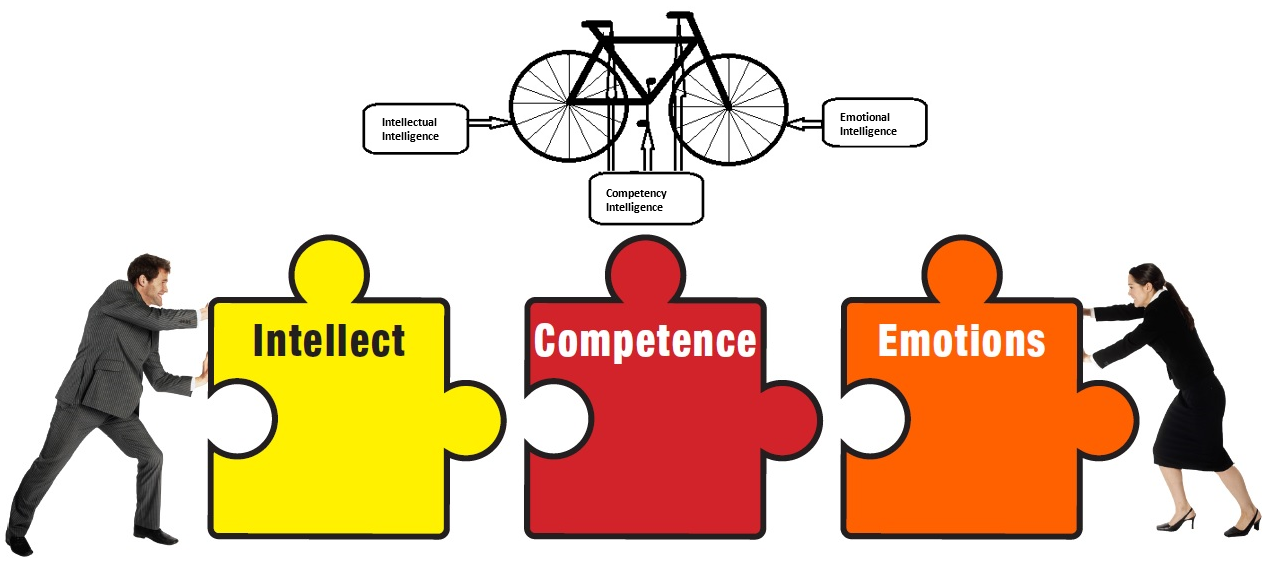 Intellectual
Intelligence
Emotional
Intelligence
Competency
Intelligence
Intellect
Competence
Emotions